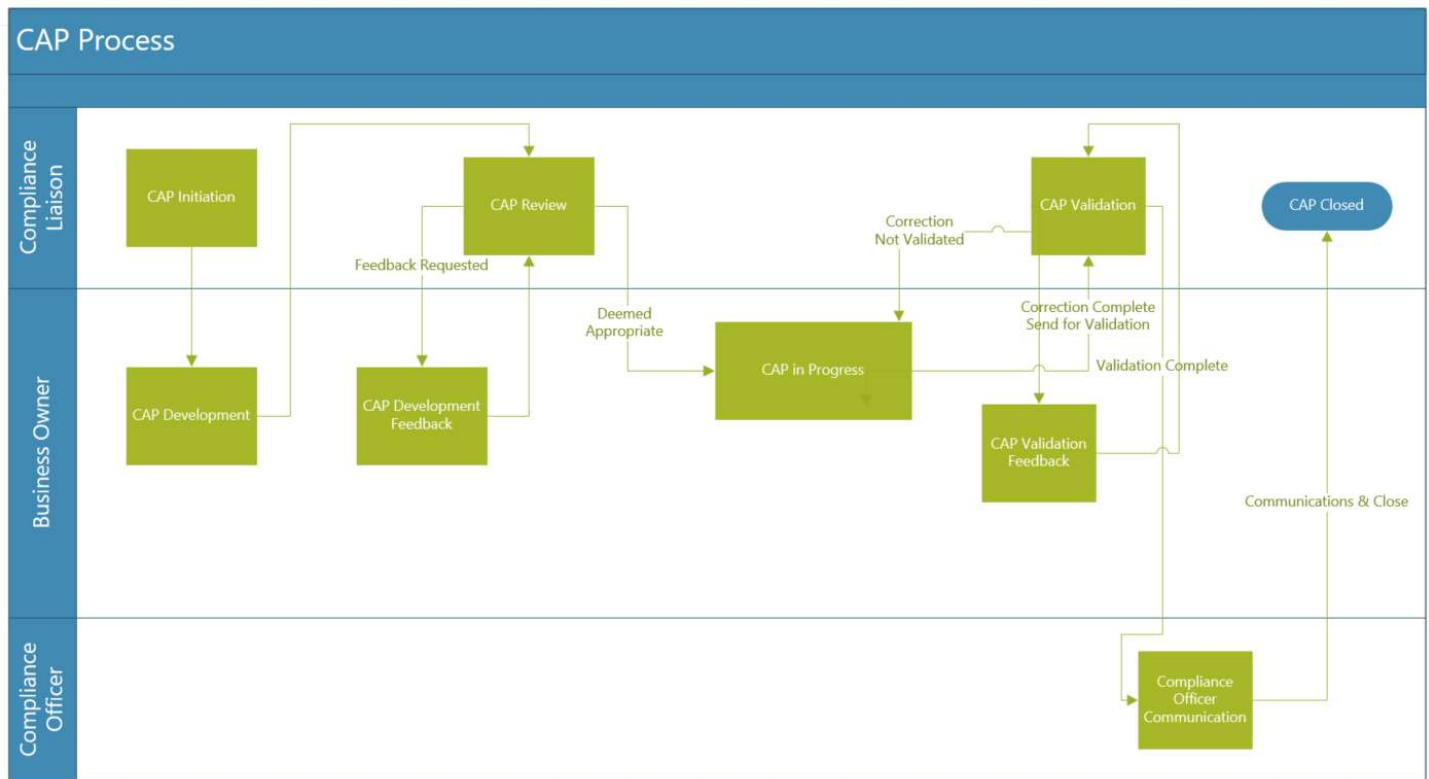 CAP Process
Compliance
Liaison
CAP Initiation
CAP Review
CAP Validation
CAP Closed
Correction
Not Validated
Feedback Requested
Business Owner
Deemed
Appropriate
Correction Complete
Send for Validation
CAP in Progress
Validation Complete
CAP Development
CAP Development
Feedback
CAP Validation
Feedback
Communications & Close
Compliance
Officer
Compliance
Officer
Communication